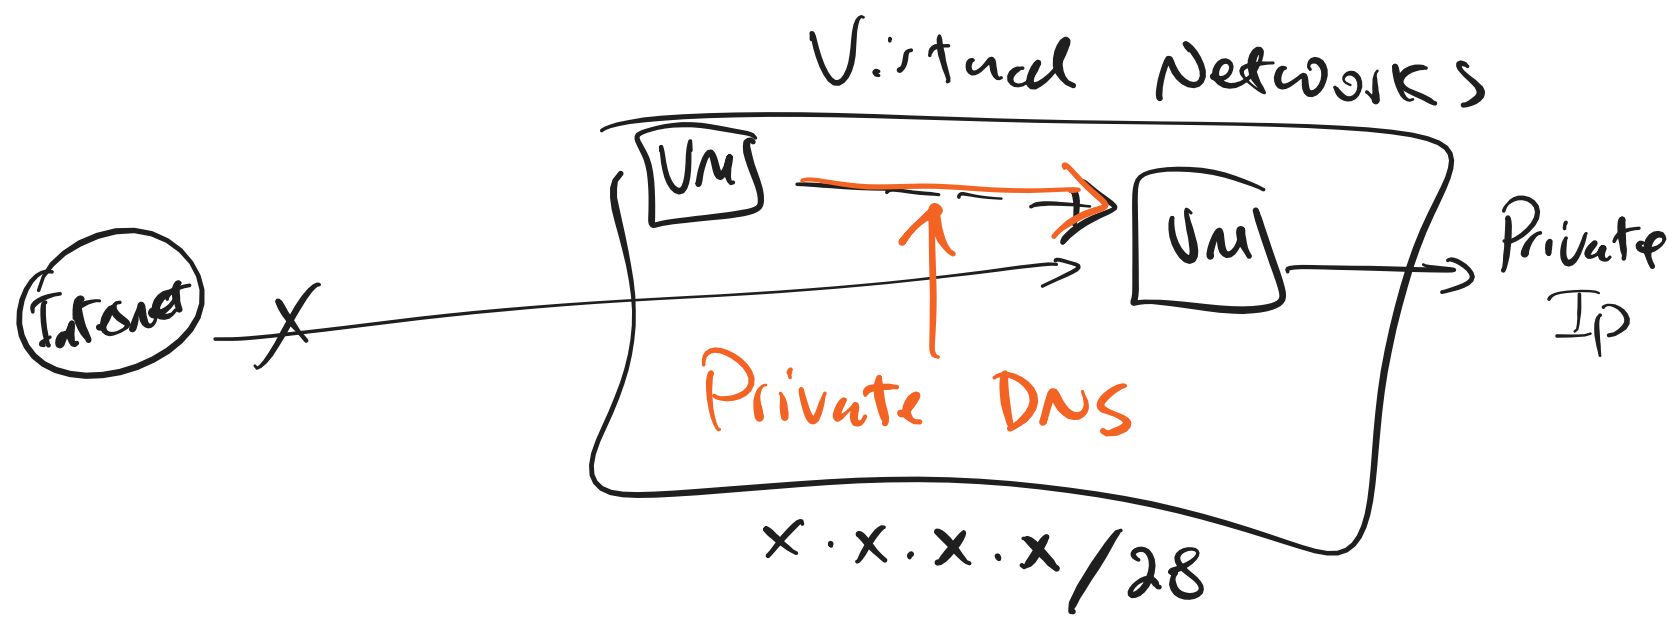 Virtual Networks
VM
VM
Internet
X
Private
IP
Private DNS
x.x.x.x/28